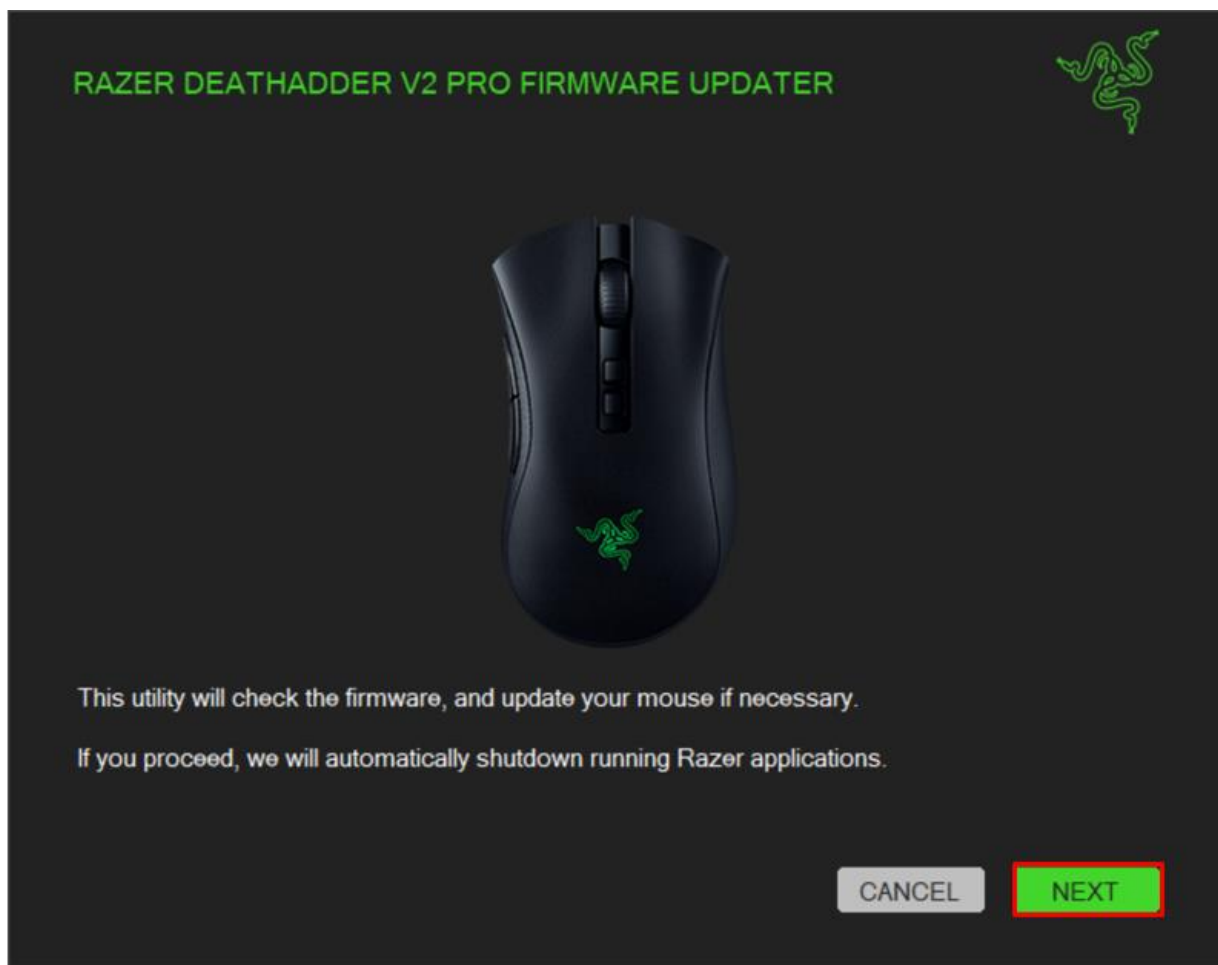 RAZER DEATHADDER V2 PRO FIRMWARE UPDATER
This utility will check the firmware, and update your mouse if necessary.
If you proceed, we will automatically shutdown running Razer applications.
CANCEL
NEXT